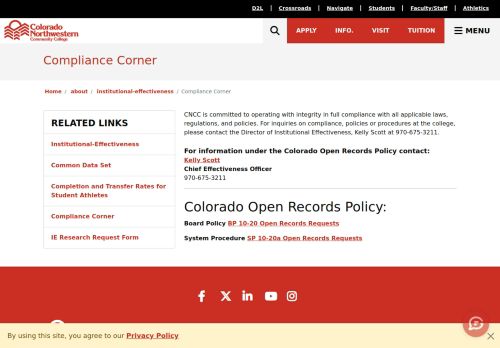 D2L | Crossroads | Navigate | Students | Faculty/Staff | Athletics
Colorado
Northwestern
Community College
APPLY INFO. VISIT TUITION MENU
Compliance Corner
Home / about / institutional-effectiveness / Compliance Corner
RELATED LINKS
Institutional-Effectiveness
Common Data Set
Completion and Transfer Rates for
Student Athletes
Compliance Corner
IE Research Request Form
CNCC is committed to operating with integrity in full compliance with all applicable laws,
regulations, and policies. For inquiries on compliance, policies or procedures at the college,
please contact the Director of Institutional Effectiveness, Kelly Scott at 970-675-3211.
For information under the Colorado Open Records Policy contact:
Kelly Scott
Chief Effectiveness Officer
970-675-3211
Colorado Open Records Policy:
Board Policy BP 10-20 Open Records Requests
System Procedure SP 10-20a Open Records Requests
By using this site, you agree to our Privacy Policy
×